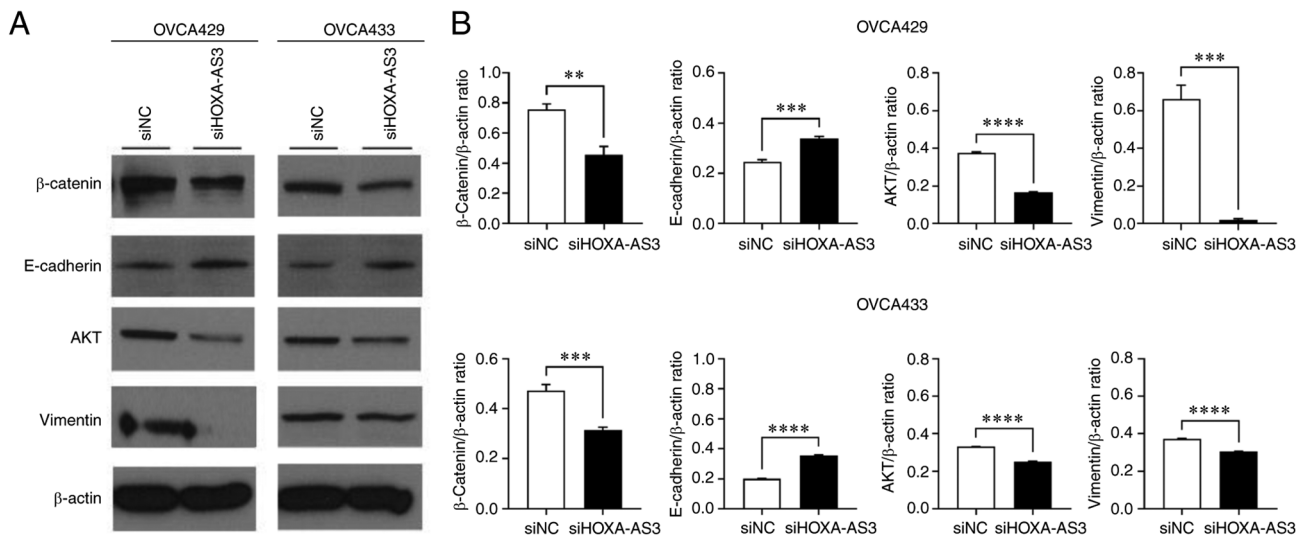 A
OVCA429 OVCA433
siNC siHOXA-AS3 siNC siHOXA-AS3
β-catenin
E-cadherin
AKT
Vimentin
β-actin
B
OVCA429
β-Catenin/β-actin ratio
1.0
0.8
0.6
0.4
0.2
0.0
**
siNC siHOXA-AS3
E-cadherin/β-actin ratio
0.6
0.4
0.2
0.0
***
siNC siHOXA-AS3
AKT/β-actin ratio
0.8
0.6
0.4
0.2
0.0
****
siNC siHOXA-AS3
Vimentin/β-actin ratio
0.8
0.6
0.4
0.2
0.0
***
siNC siHOXA-AS3
OVCA433
β-Catenin/β-actin ratio
0.6
0.4
0.2
0.0
***
siNC siHOXA-AS3
E-cadherin/β-actin ratio
1.0
0.8
0.6
0.4
0.2
0.0
****
siNC siHOXA-AS3
AKT/β-actin ratio
0.8
0.6
0.4
0.2
0.0
****
siNC siHOXA-AS3
Vimentin/β-actin ratio
0.8
0.6
0.4
0.2
0.0
****
siNC siHOXA-AS3